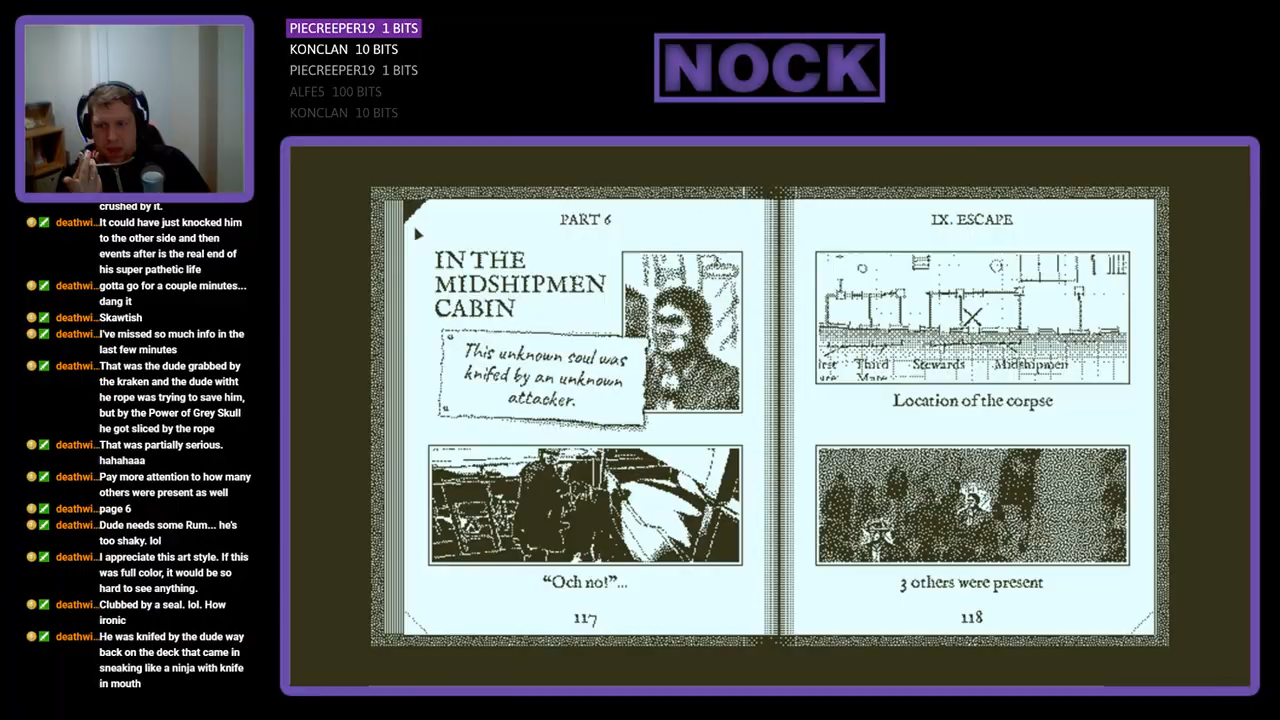 PIECREEPER19 1 BITS
KONCLAN 10 BITS
PIECREEPER19 1 BITS
ALFE5 100 BITS
KONCLAN 10 BITS
NOCK
crushed by it.
deathwi...It could have just knocked him
to the other side and then
events after is the real end of
his super pathetic life
deathwi...gotta go for a couple minutes...
dang it
deathwi...Skawtish
deathwi...I've missed so much info in the
last few minutes
deathwi...That was the dude grabbed by
the kraken and the dude witht
he rope was trying to save him,
but by the Power of Grey Skull
he got sliced by the rope
deathwi...That was partially serious.
hahahaaa
deathwi...Pay more attention to how many
others were present as well
deathwi...page 6
deathwi...Dude needs some Rum... he's
too shaky. lol
deathwi...I appreciate this art style. If this
was full color, it would be so
hard to see anything.
deathwi...Clubbed by a seal. lol. How
ironic
deathwi...He was knifed by the dude way
back on the deck that came in
sneaking like a ninja with knife
in mouth
PART 6
IN THE
MIDSHIPMEN
CABIN
This unknown soul was
knifed by an unknown
attacker.
"Och no!"...
117
IX. ESCAPE
Third Stewards Midshipmen
Mate
Location of the corpse
3 others were present
118